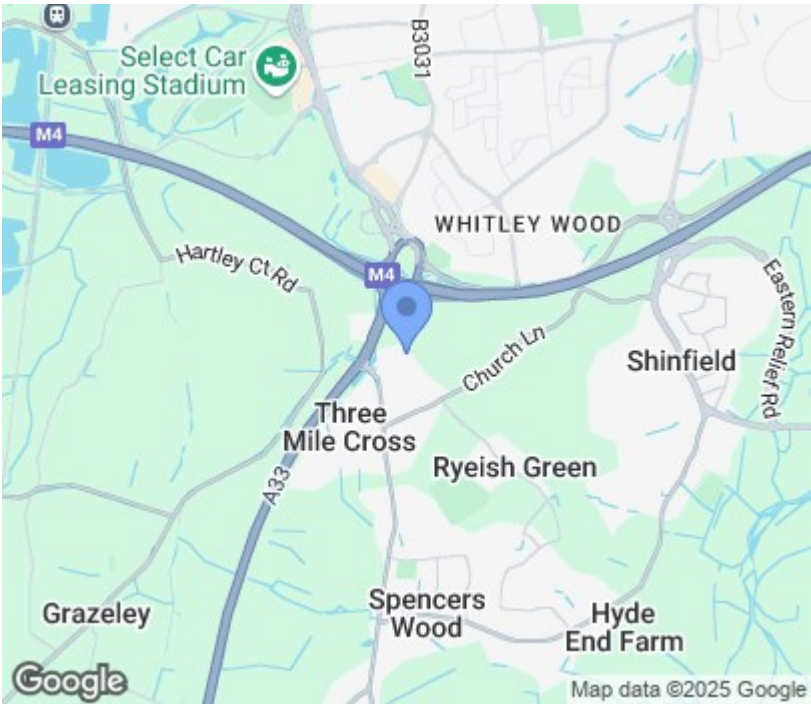 Select Car
Leasing Stadium
B3031
M4
WHITLEY WOOD
Hartley Ct Rd
M4
Eastern Relief Rd
Church Ln
Shinfield
Three
Mile Cross
Ryeish Green
A33
Spencers
Wood
Grazeley
Hyde
End Farm
Google
Map data ©2025 Google